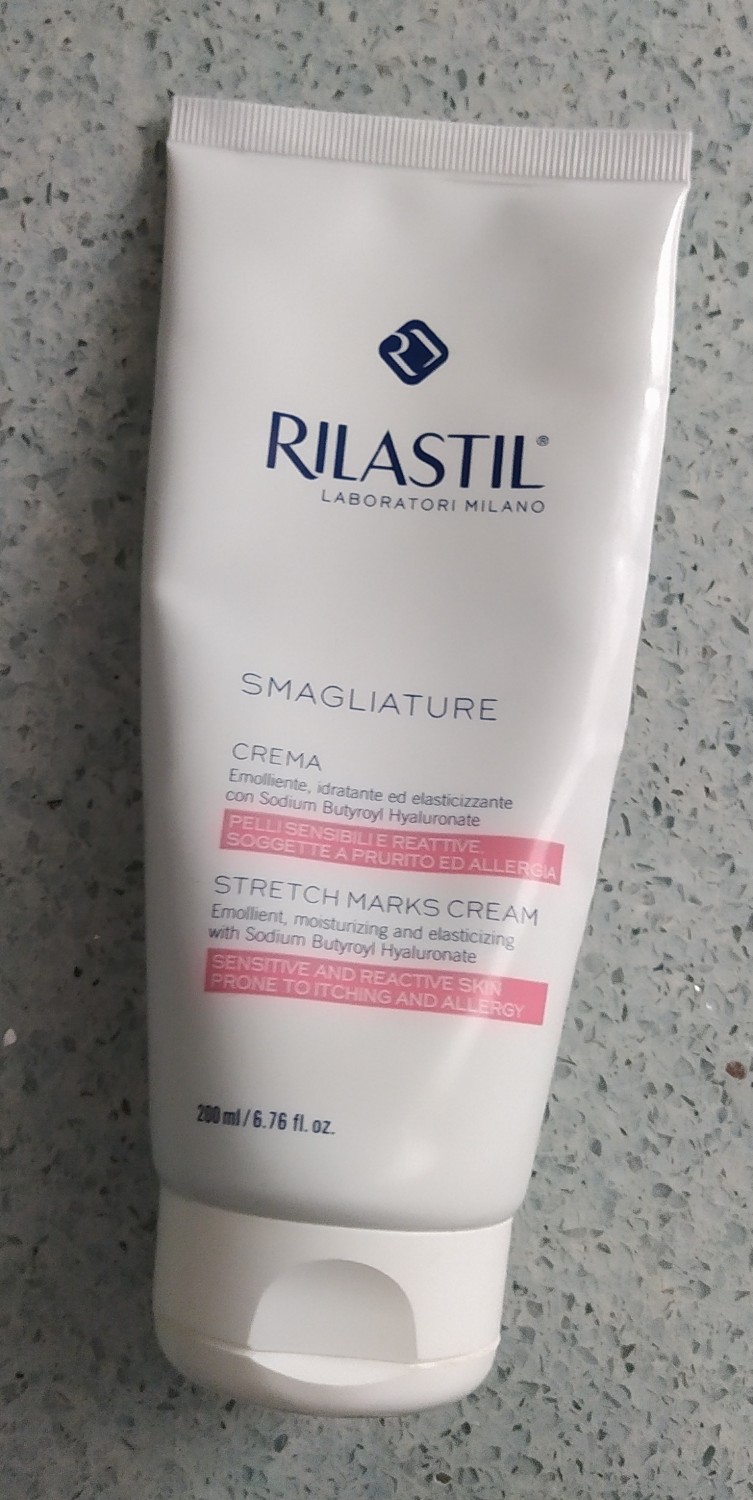 RILASTIL®
LABORATORI MILANO
SMAGLIATURE
CREMA
Emolliente, idratante ed elasticizzante
con Sodium Butyroyl Hyaluronate
PELLI SENSIBILI E REATTIVE,
SOGGETTE A PRURITO ED ALLERGIA
STRETCH MARKS CREAM
Emollient, moisturizing and elasticizing
with Sodium Butyroyl Hyaluronate
SENSITIVE AND REACTIVE SKIN
PRONE TO ITCHING AND ALLERGY
200 ml / 6.76 fl. oz.